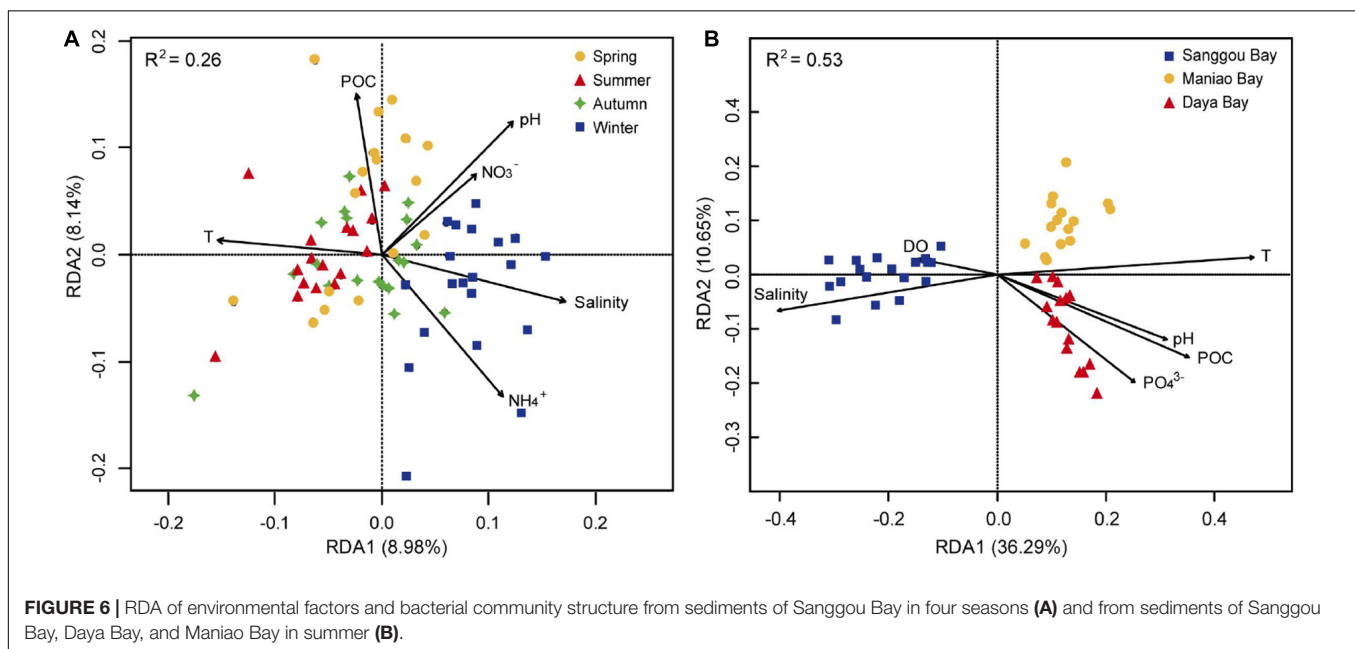 A
R² = 0.26
Spring
Summer
Autumn
Winter
POC
pH
NO₃⁻
T
Salinity
NH₄⁺
0.2
0.1
0.0
-0.1
-0.2
RDA2 (8.14%)
-0.2
-0.1
0.0
0.1
0.2
RDA1 (8.98%)
B
R² = 0.53
Sanggou Bay
Maniao Bay
Daya Bay
DO
T
Salinity
pH
POC
PO₄³⁻
0.4
0.2
0.1
0.0
-0.1
-0.2
-0.3
RDA2 (10.65%)
-0.4
-0.2
0.0
0.2
0.4
RDA1 (36.29%)
FIGURE 6 | RDA of environmental factors and bacterial community structure from sediments of Sanggou Bay in four seasons (A) and from sediments of Sanggou
Bay, Daya Bay, and Maniao Bay in summer (B).